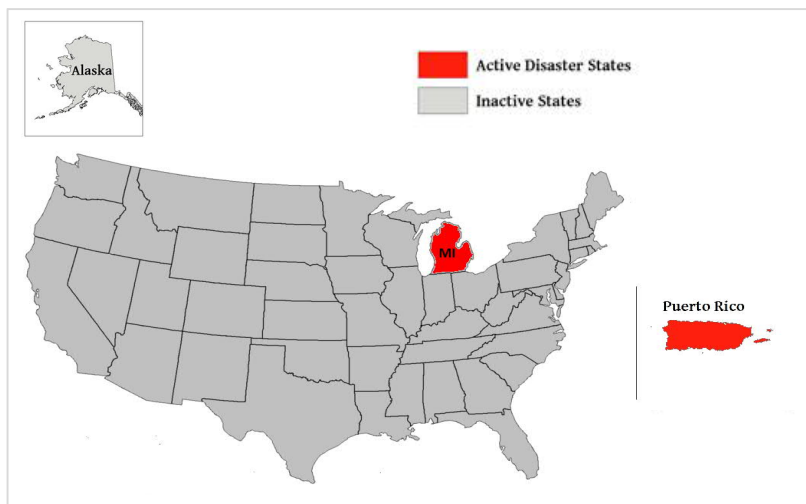 Alaska
Active Disaster States
Inactive States
MI
Puerto Rico